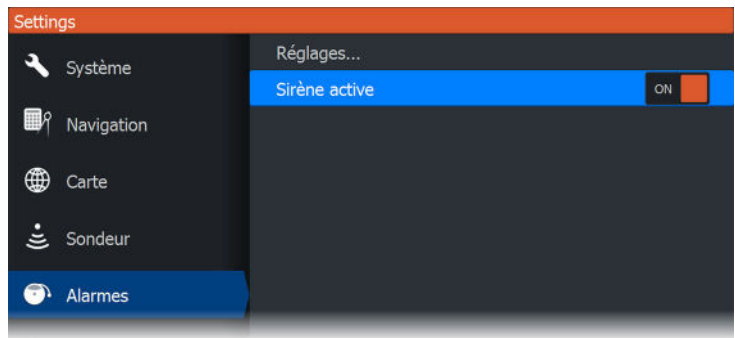 Settings
Système
Navigation
Carte
Sondeur
Alarmes
Réglages...
Sirène active
ON